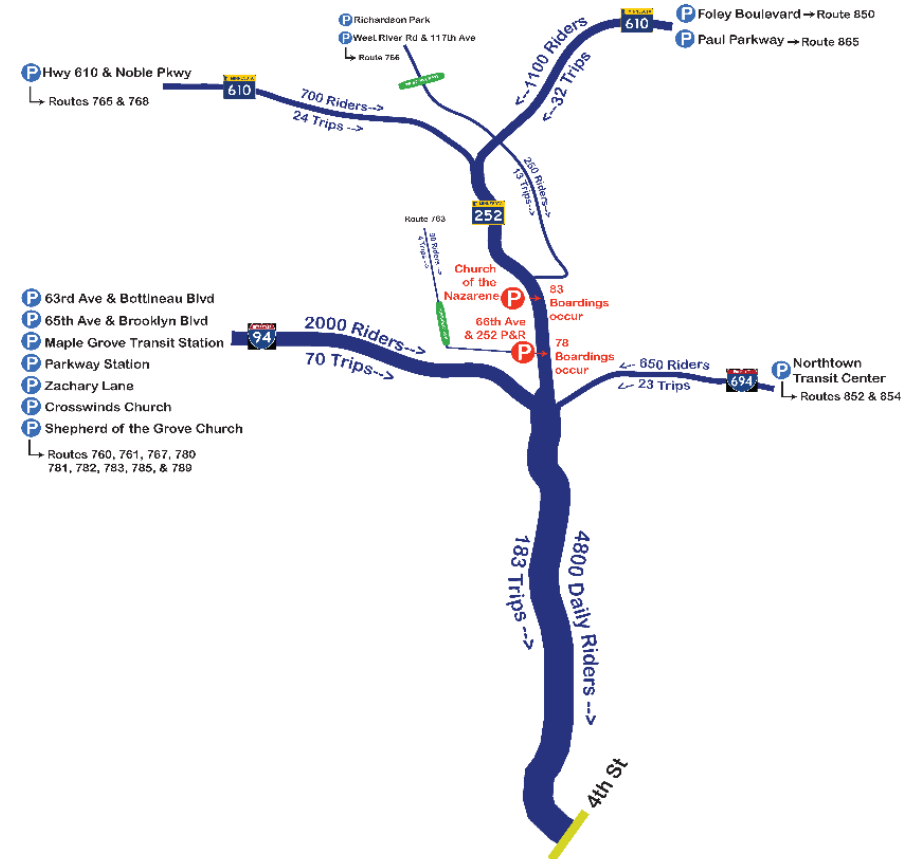 P Richardson Park
P West River Rd & 117th Ave
Route 766
610
P Foley Boulevard → Route 850
P Paul Parkway → Route 865
<--1100 Riders
<--32 Trips
P Hwy 610 & Noble Pkwy
Routes 765 & 768
610
700 Riders-->
24 Trips -->
250 Riders-->
13 Trips-->
252
Route 763
90 Riders -->
4 Trips -->
Church
of the
Nazarene P
83
Boardings
occur
66th Ave
& 252 P&R
P
78
Boardings
occur
P 63rd Ave & Bottineau Blvd
P 65th Ave & Brooklyn Blvd
P Maple Grove Transit Station
P Parkway Station
P Zachary Lane
P Crosswinds Church
P Shepherd of the Grove Church
Routes 760, 761, 767, 780
781, 782, 783, 785, & 789
94
2000 Riders-->
70 Trips-->
<-- 650 Riders
<-- 23 Trips
694
P Northtown
Transit Center
Routes 852 & 854
183 Trips -->
4800 Daily Riders -->
4th St